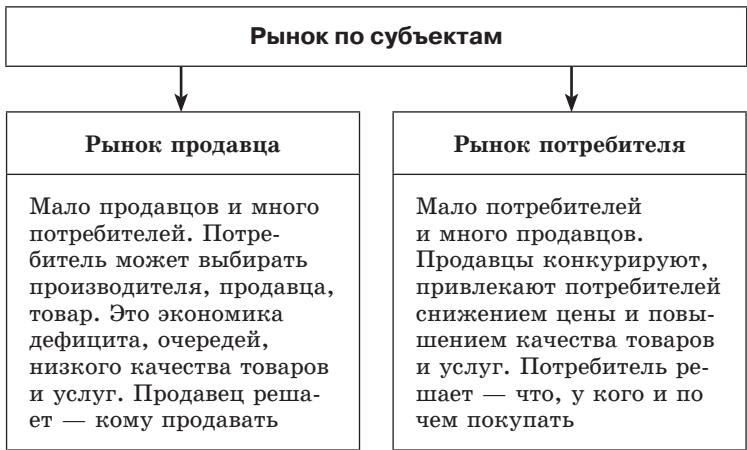 Рынок по субъектам
Рынок продавца
Мало продавцов и много
потребителей. Потре-
битель может выбирать
производителя, продавца,
товар. Это экономика
дефицита, очередей,
низкого качества товаров
и услуг. Продавец реша-
ет — кому продавать
Рынок потребителя
Мало потребителей
и много продавцов.
Продавцы конкурируют,
привлекают потребителей
снижением цены и повы-
шением качества товаров
и услуг. Потребитель ре-
шает — что, у кого и по
чем покупать